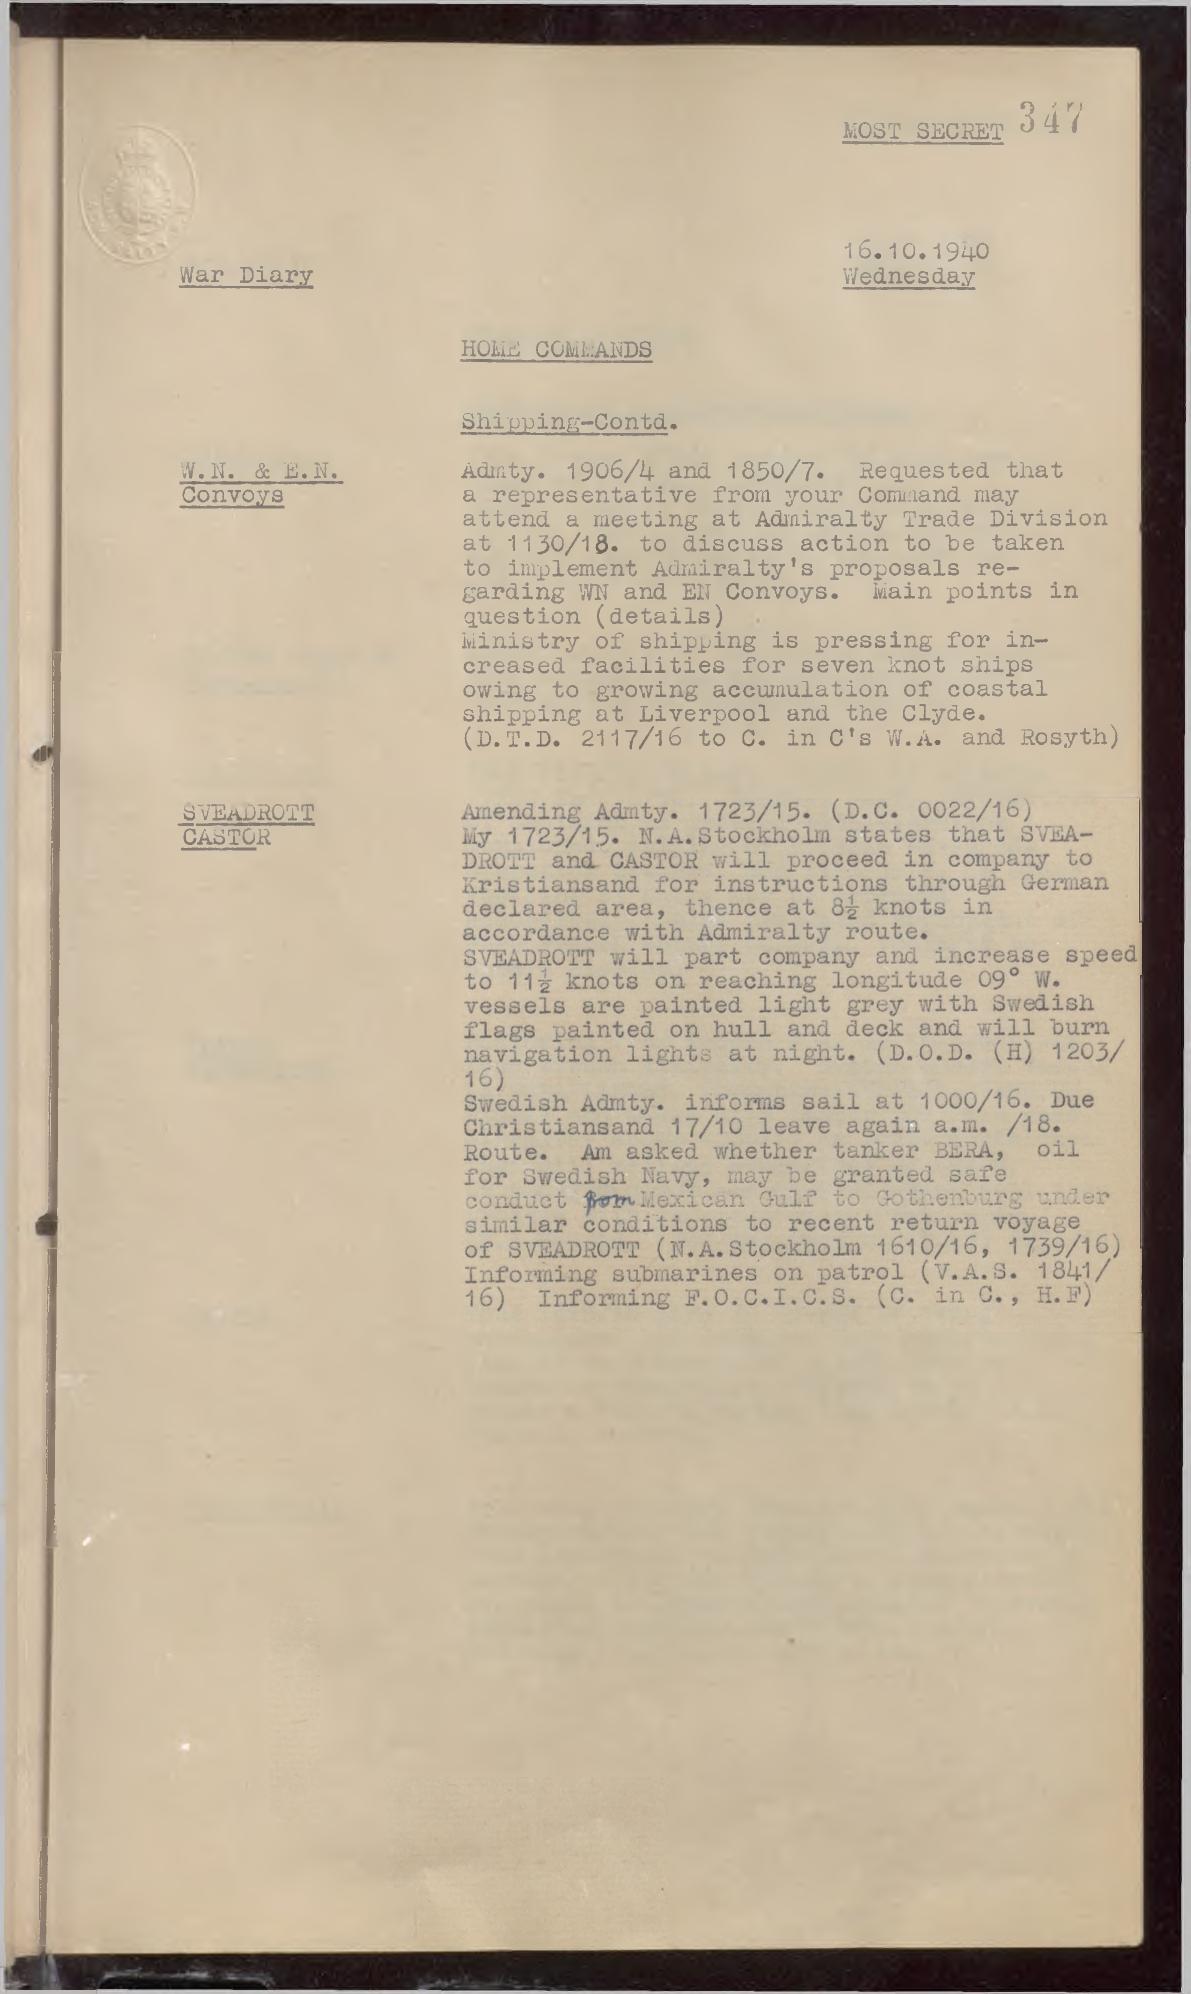 MOST SECRET 347
16.10.1940
War Diary
Wednesday
HOME COMMANDS
Shipping-Contd.
W.N. & E.N.
Convoys
Admty. 1906/4 and 1850/7. Requested that
a representative from your Command may
attend a meeting at Admiralty Trade Division
at 1130/18. to discuss action to be taken
to implement Admiralty's proposals re-
garding WN and EN Convoys. Main points in
question (details)
Ministry of shipping is pressing for in-
creased facilities for seven knot ships
owing to growing accumulation of coastal
shipping at Liverpool and the Clyde.
(D.T.D. 2117/16 to C. in C's W.A. and Rosyth)
SVEADROTT
CASTOR
Amending Admty. 1723/15. (D.C. 0022/16)
My 1723/15. N.A.Stockholm states that SVEA-
DROTT and CASTOR will proceed in company to
Kristiansand for instructions through German
declared area, thence at 8½ knots in
accordance with Admiralty route.
SVEADROTT will part company and increase speed
to 11½ knots on reaching longitude 09° W.
vessels are painted light grey with Swedish
flags painted on hull and deck and will burn
navigation lights at night. (D.O.D. (H) 1203/
16)
Swedish Admty. informs sail at 1000/16. Due
Christiansand 17/10 leave again a.m. /18.
Route. Am asked whether tanker BERA, oil
for Swedish Navy, may be granted safe
conduct from Mexican Gulf to Gothenburg under
similar conditions to recent return voyage
of SVEADROTT (N.A.Stockholm 1610/16, 1739/16)
Informing submarines on patrol (V.A.S. 1841/
16) Informing F.O.C.I.C.S. (C. in C., H.F)